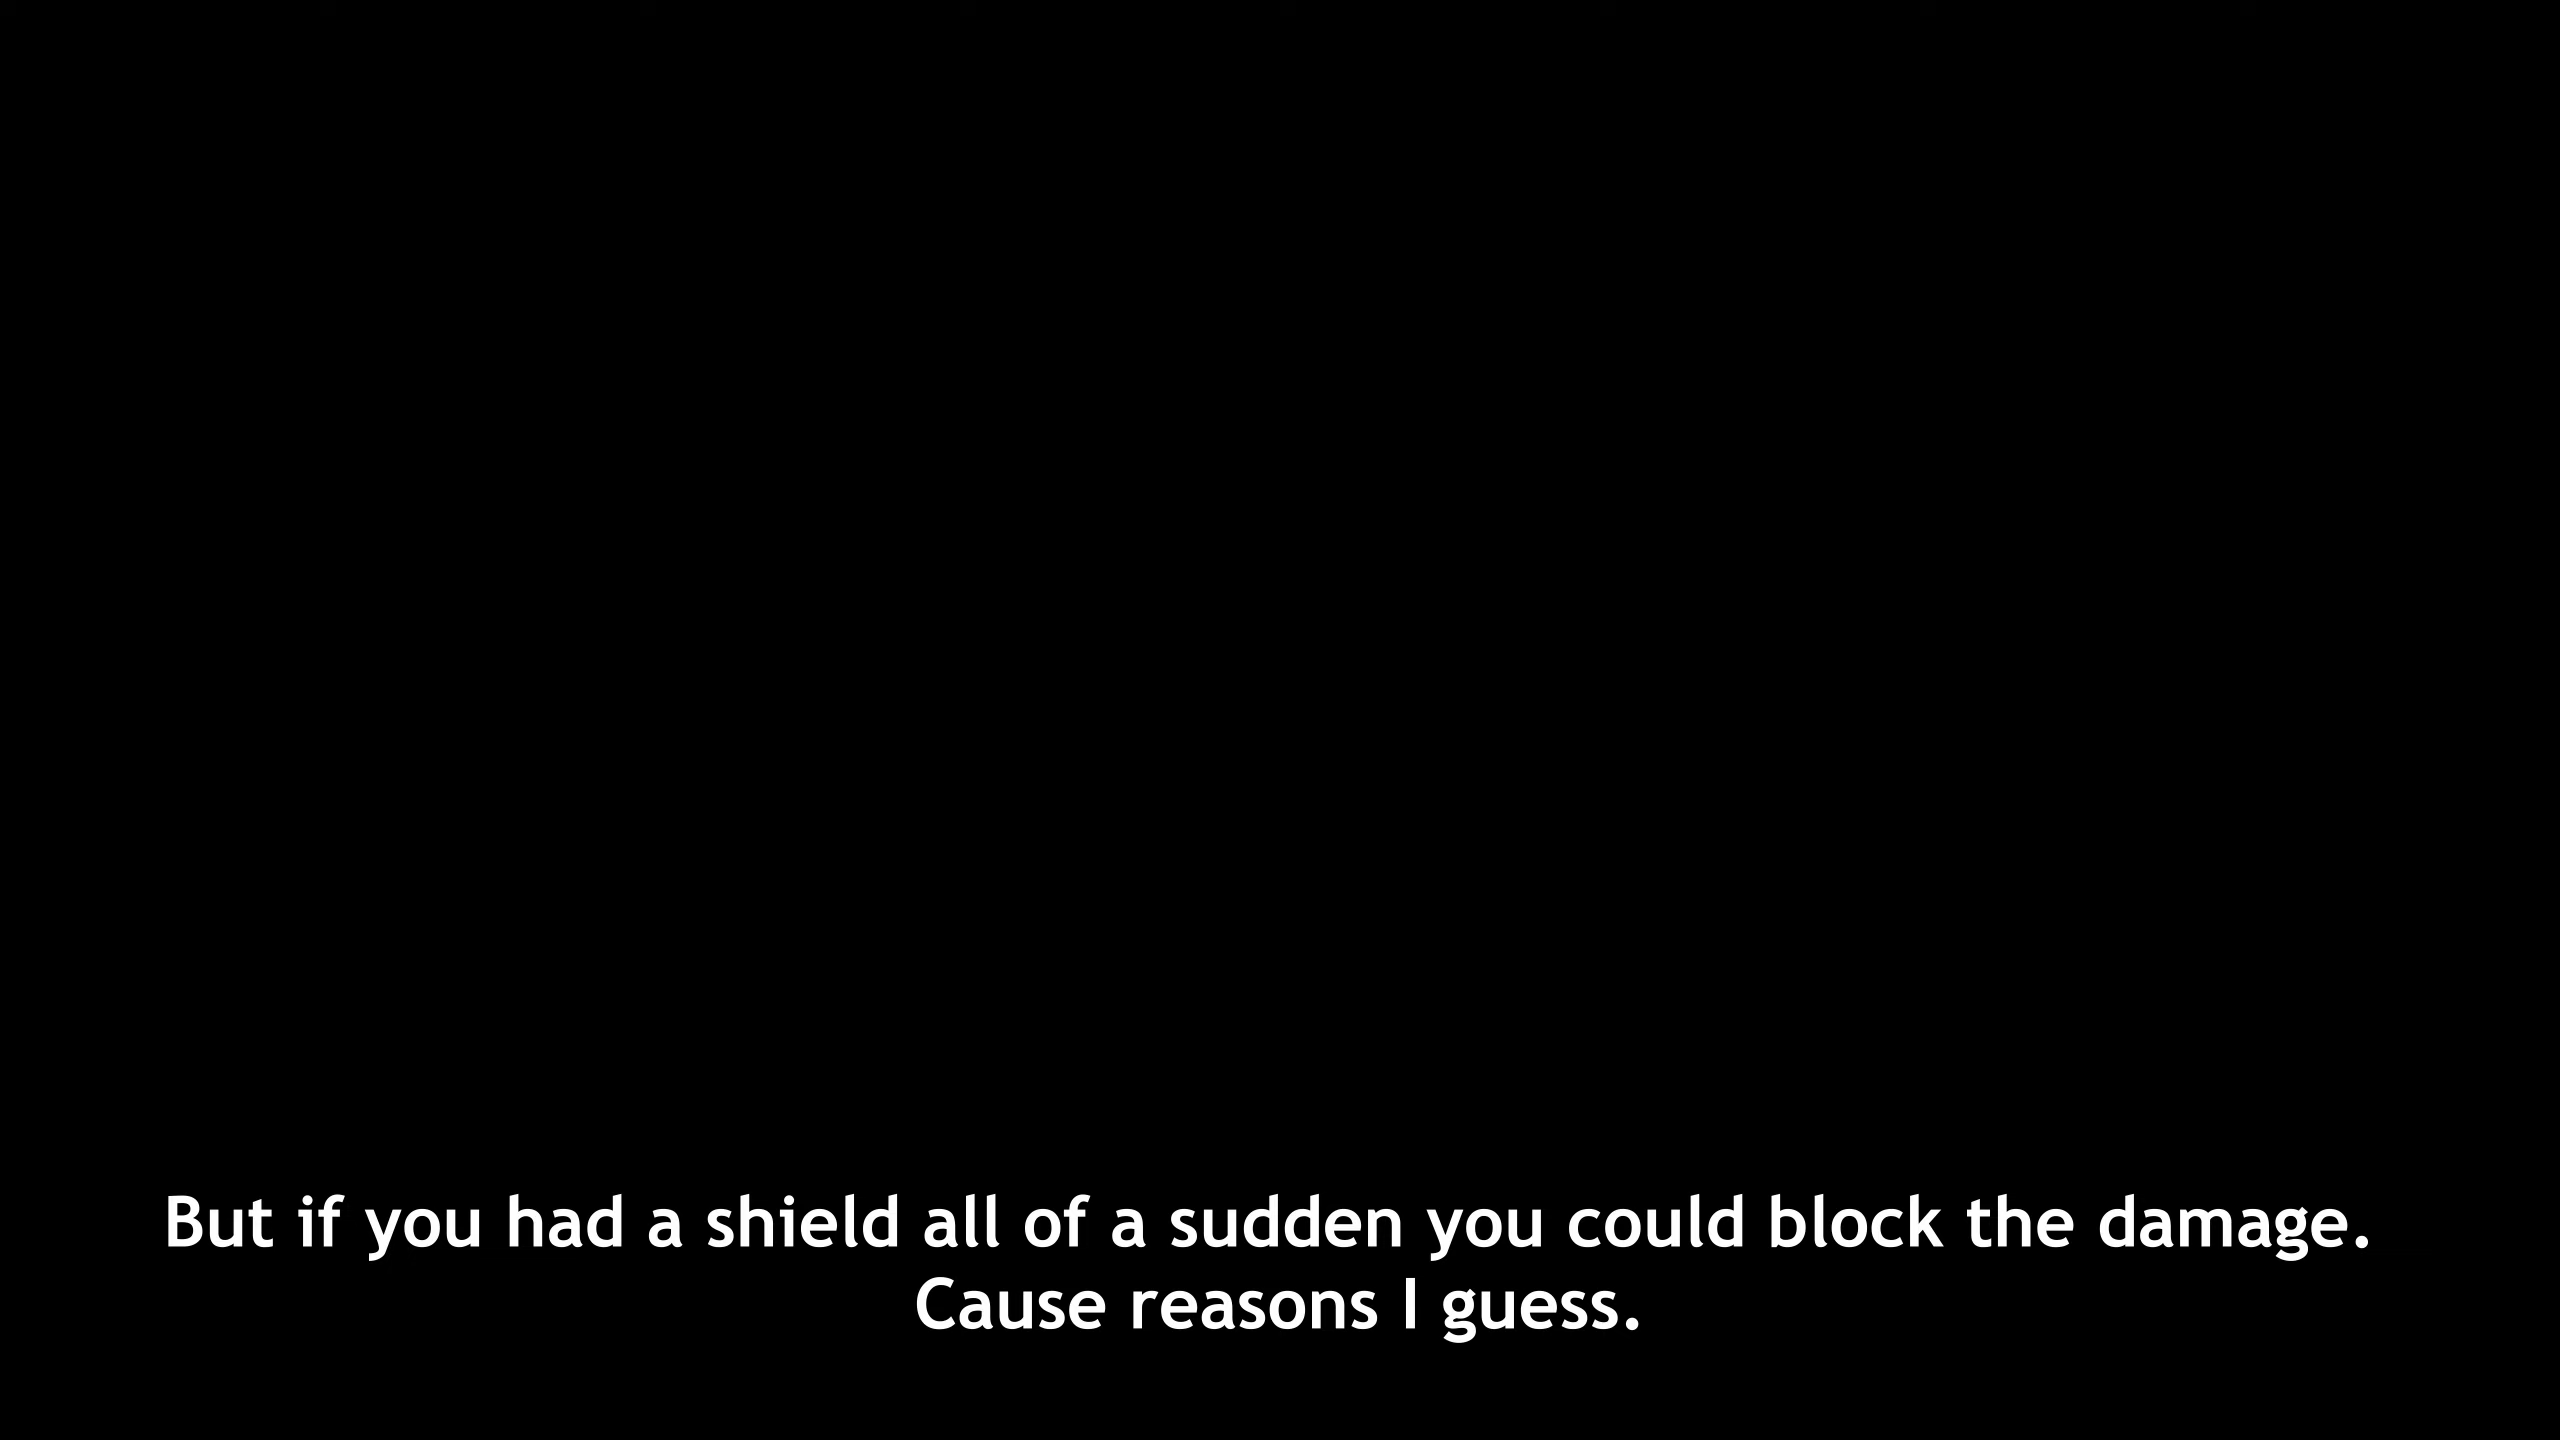 But if you had a shield all of a sudden you could block the damage.
Cause reasons I guess.